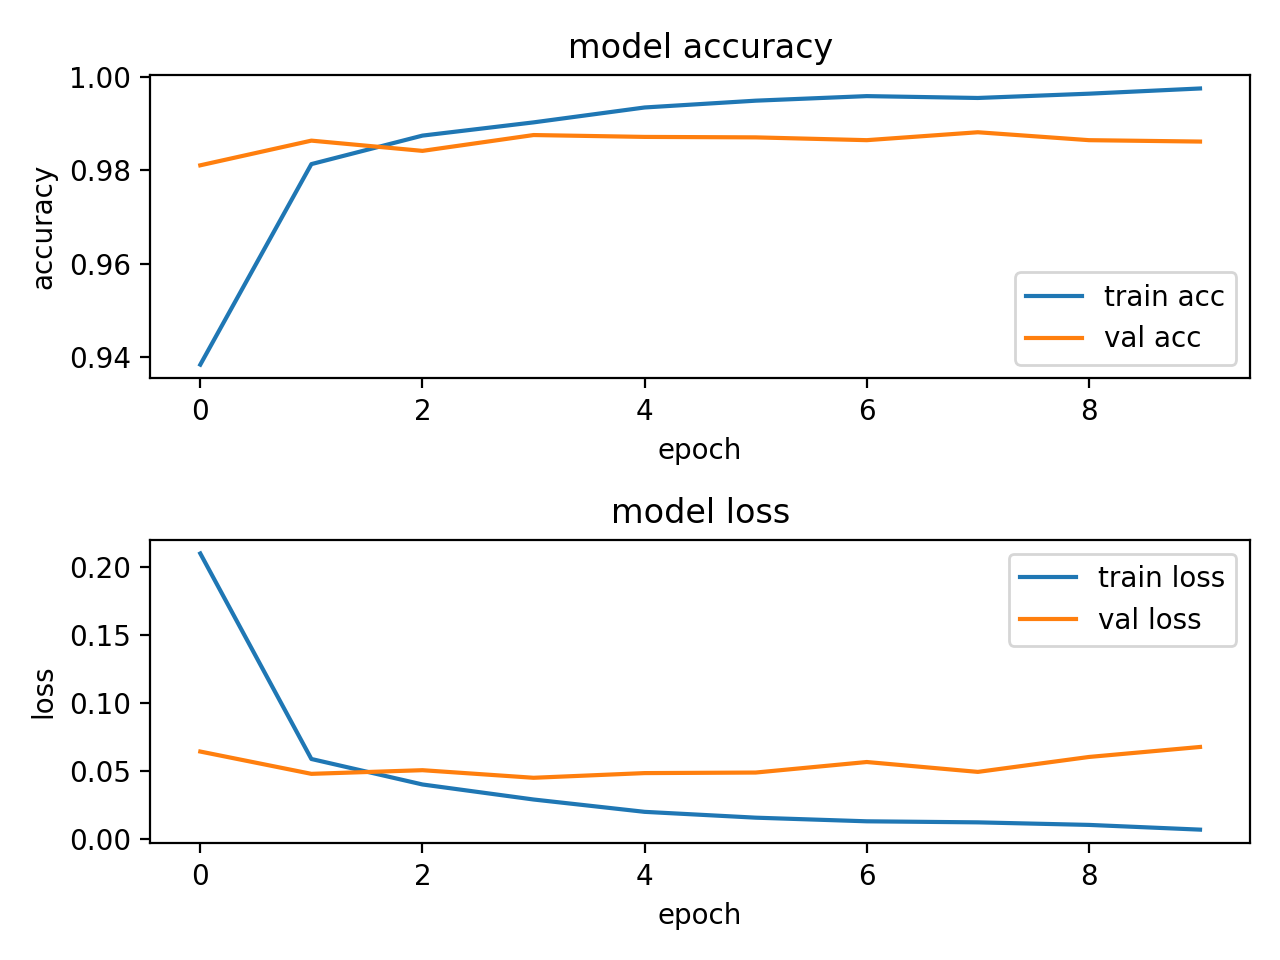 model accuracy
1.00
0.98
0.96
0.94
accuracy
train acc
val acc
0 2 4 6 8
epoch
model loss
0.20
0.15
0.10
0.05
0.00
loss
train loss
val loss
0 2 4 6 8
epoch